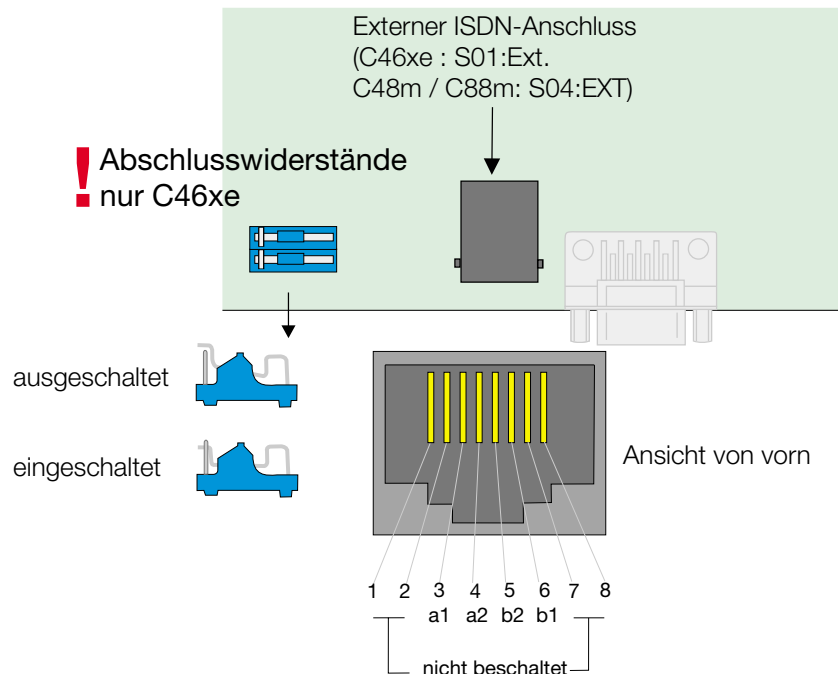 Externer ISDN-Anschluss
(C46xe : S01:Ext.
C48m / C88m: S04:EXT)
! Abschlusswiderstände
nur C46xe
ausgeschaltet
eingeschaltet
Ansicht von vorn
1 2 3 4 5 6 7 8
a1 a2 b2 b1
nicht beschaltet